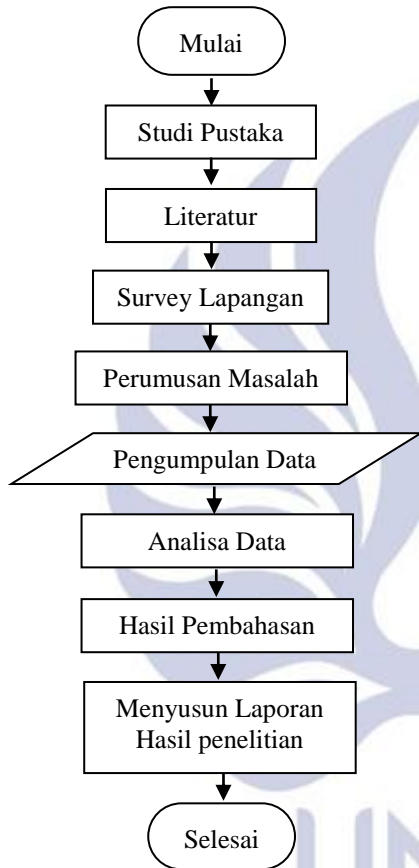 Mulai
Studi Pustaka
Literatur
Survey Lapangan
Perumusan Masalah
Pengumpulan Data
Analisa Data
Hasil Pembahasan
Menyusun Laporan
Hasil penelitian
Selesai